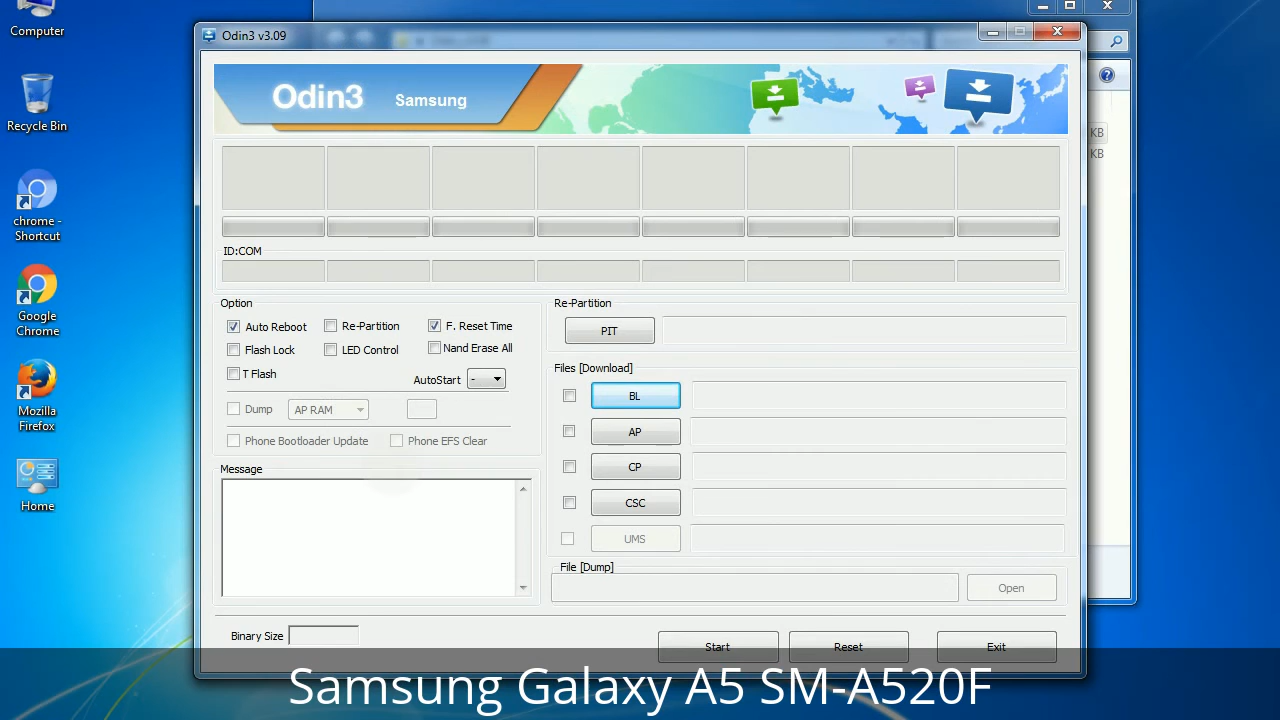 Computer
Recycle Bin
chrome -
Shortcut
Google
Chrome
Mozilla
Firefox
Home
Odin3 v3.09
Odin3 Samsung
ID:COM
Option
Auto Reboot
Re-Partition
F. Reset Time
Flash Lock
LED Control
Nand Erase All
T Flash
AutoStart -
Dump
AP RAM
Phone Bootloader Update
Phone EFS Clear
Message
Re-Partition
PIT
Files [Download]
BL
AP
CP
CSC
UMS
File [Dump]
Open
Binary Size
Start
Reset
Exit
KB
KB
Samsung Galaxy A5 SM-A520F